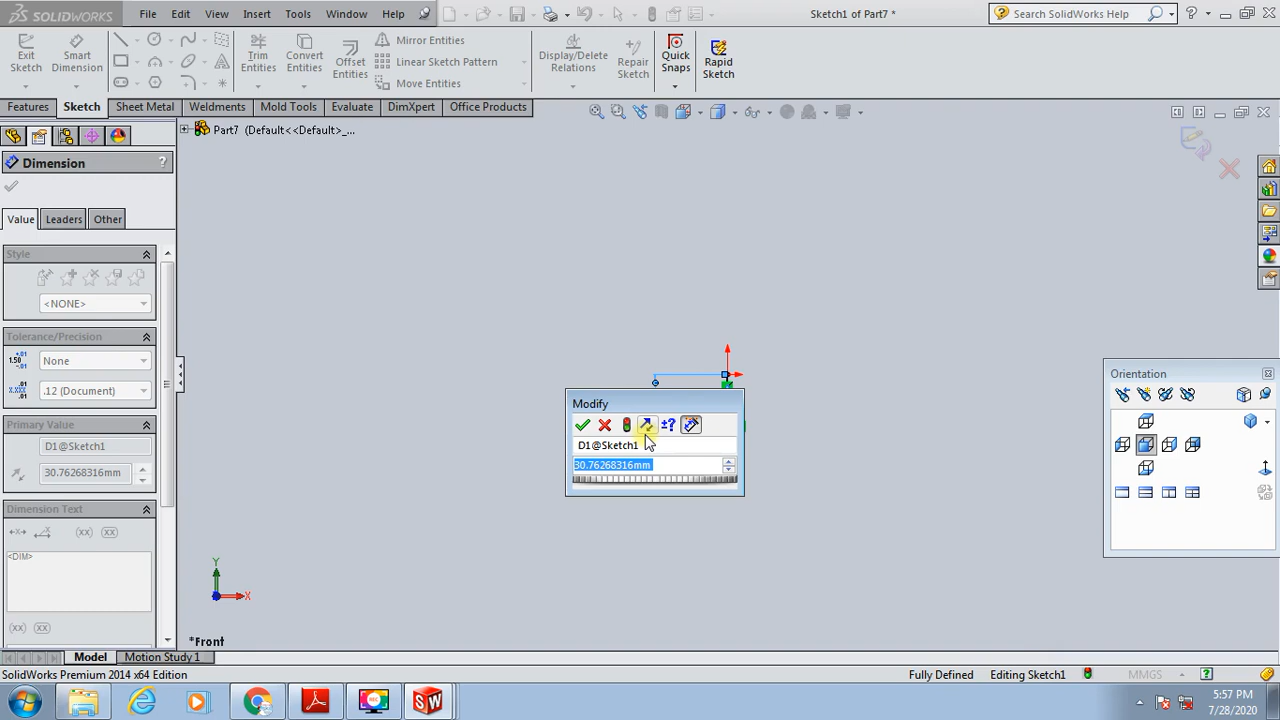 SOLIDWORKS
File
Edit
View
Insert
Tools
Window
Help
Sketch1 of Part7 *
Search SolidWorks Help
Exit Sketch
Smart Dimension
Trim Entities
Convert Entities
Offset Entities
Mirror Entities
Linear Sketch Pattern
Move Entities
Display/Delete Relations
Repair Sketch
Quick Snaps
Rapid Sketch
Features
Sketch
Sheet Metal
Weldments
Mold Tools
Evaluate
DimXpert
Office Products
Part7 (Default<<Default>_...
Dimension
?
Value
Leaders
Other
Style
<NONE>
Tolerance/Precision
None
.12 (Document)
Primary Value
D1@Sketch1
30.76268316mm
Dimension Text
<DIM>
Modify
D1@Sketch1
30.76268316mm
Orientation
Y
X
*Front
Model
Motion Study 1
SolidWorks Premium 2014 x64 Edition
Fully Defined
Editing Sketch1
MMGS
5:57 PM
7/28/2020